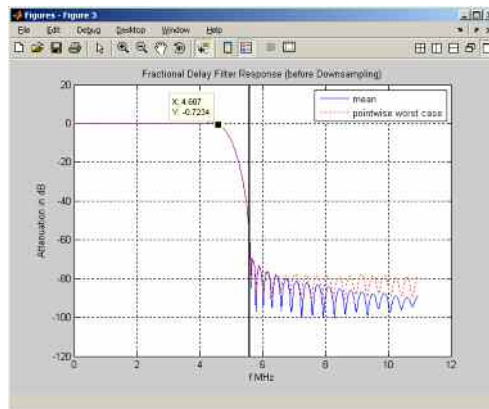 Figures - Figure 3
File Edit Debug Desktop Window Help
Fractional Delay Filter Response (before Downsampling)
X: 4.607
Y: -0.7234
mean
pointwise worst case
Attenuation in dB
20
0
-20
-40
-60
-80
-100
-120
0 2 4 6 8 10 12
f MHz